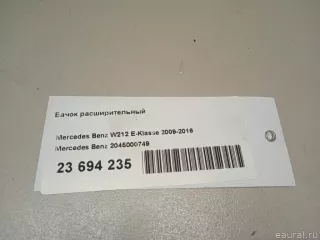 Бачок расширительный
Mercedes Benz W212 E-Klasse 2009-2016
Mercedes Benz 2045000749
23 694 235
eaural.ru